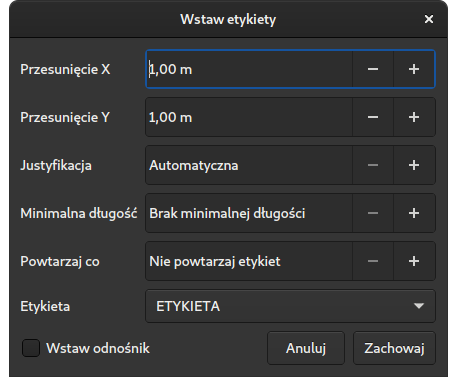 Wstaw etykiety
Przesunięcie X 1,00 m
Przesunięcie Y 1,00 m
Justyfikacja Automatyczna
Minimalna długość Brak minimalnej długości
Powtarzaj co Nie powtarzaj etykiet
Etykieta ETYKIETA
Wstaw odnośnik Anuluj Zachowaj